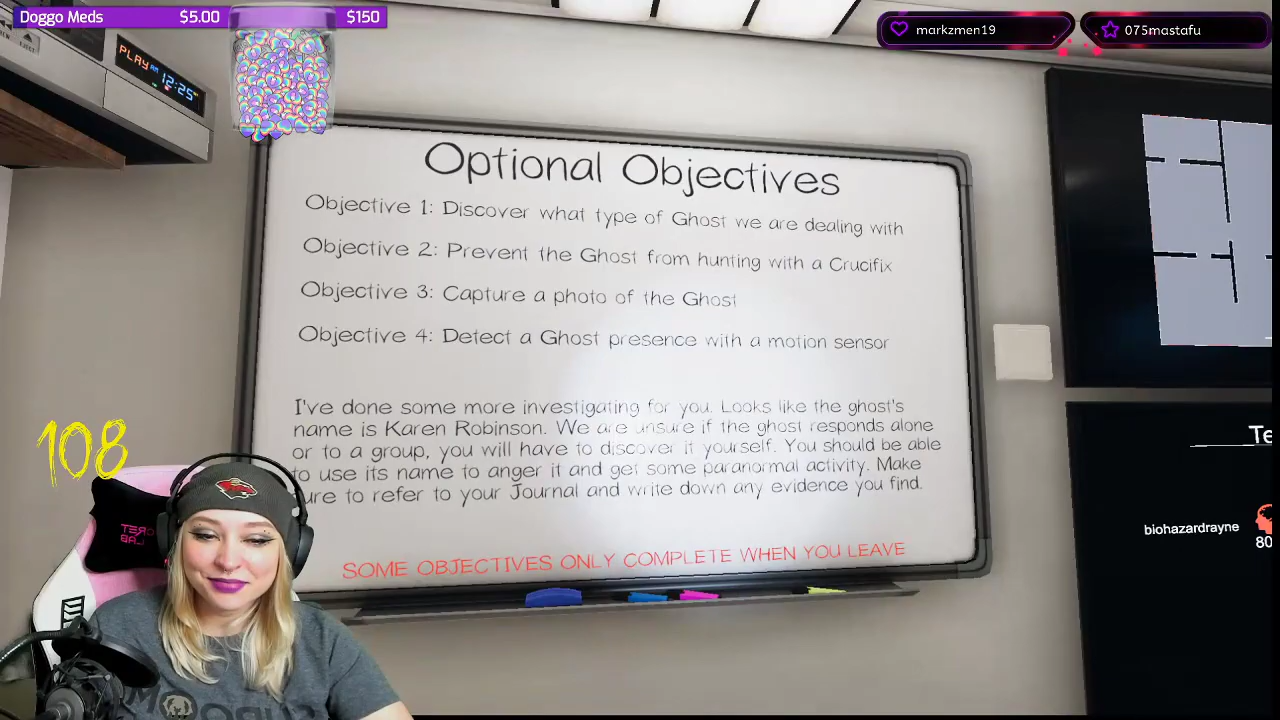 Doggo Meds $5.00 $150
markzmen19
075mastafu
PLAY AM 12:25
Optional Objectives
Objective 1: Discover what type of Ghost we are dealing with
Objective 2: Prevent the Ghost from hunting with a Crucifix
Objective 3: Capture a photo of the Ghost
Objective 4: Detect a Ghost presence with a motion sensor
I've done some more investigating for you. Looks like the ghost's
name is Karen Robinson. We are unsure if the ghost responds alone
or to a group, you will have to discover it yourself. You should be able
to use its name to anger it and get some paranormal activity. Make
ure to refer to your Journal and write down any evidence you find.
SOME OBJECTIVES ONLY COMPLETE WHEN YOU LEAVE
108
Te
biohazardrayne
80